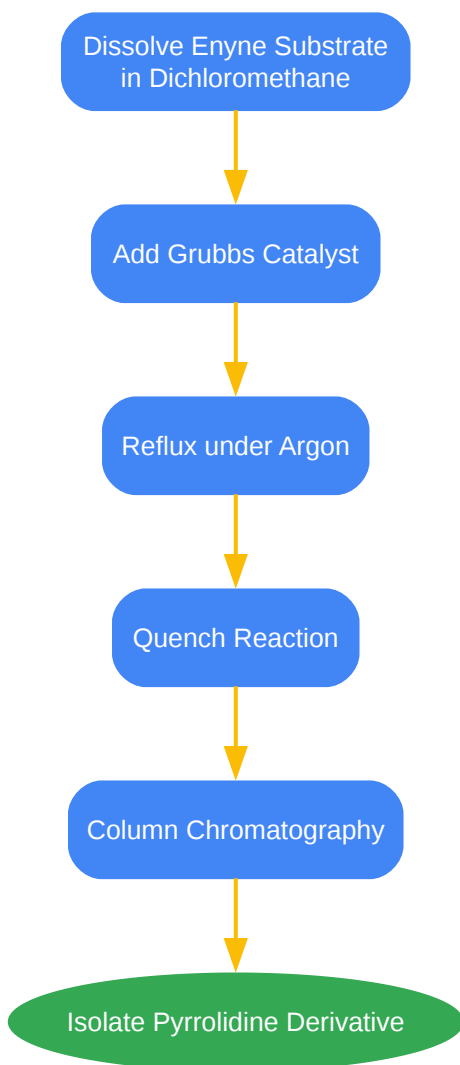 Dissolve Enyne Substrate
in Dichloromethane
Add Grubbs Catalyst
Reflux under Argon
Quench Reaction
Column Chromatography
Isolate Pyrrolidine Derivative